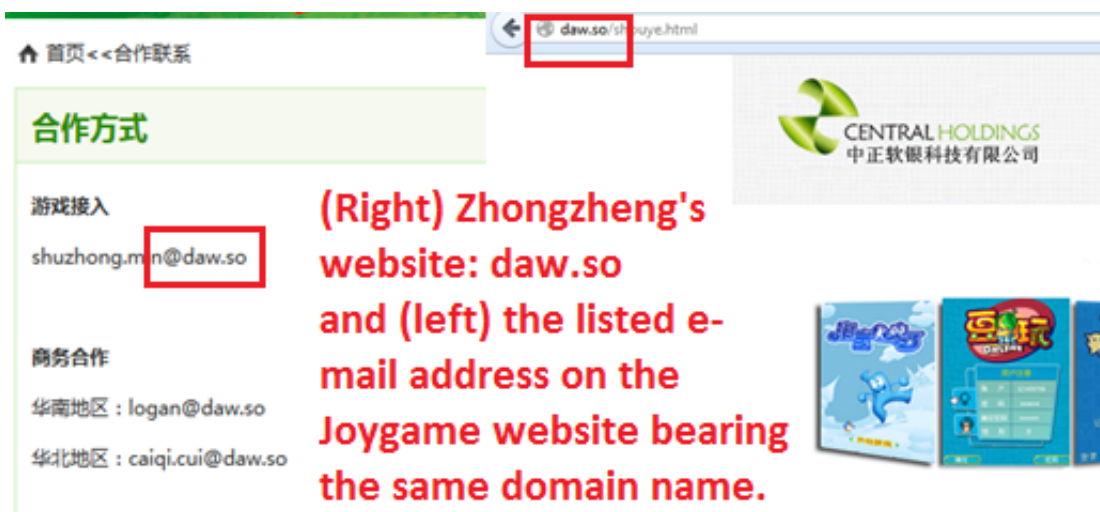 首页<<合作联系
合作方式
游戏接入
shuzhong.min@daw.so
商务合作
华南地区：logan@daw.so
华北地区：caiqi.cui@daw.so
daw.so/shouye.html
CENTRAL HOLDINGS
中正软银科技有限公司
(Right) Zhongzheng's
website: daw.so
and (left) the listed e-
mail address on the
Joygame website bearing
the same domain name.